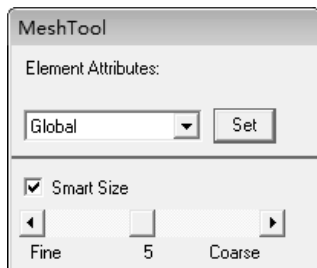 MeshTool
Element Attributes:
Global Set
Smart Size
Fine 5 Coarse